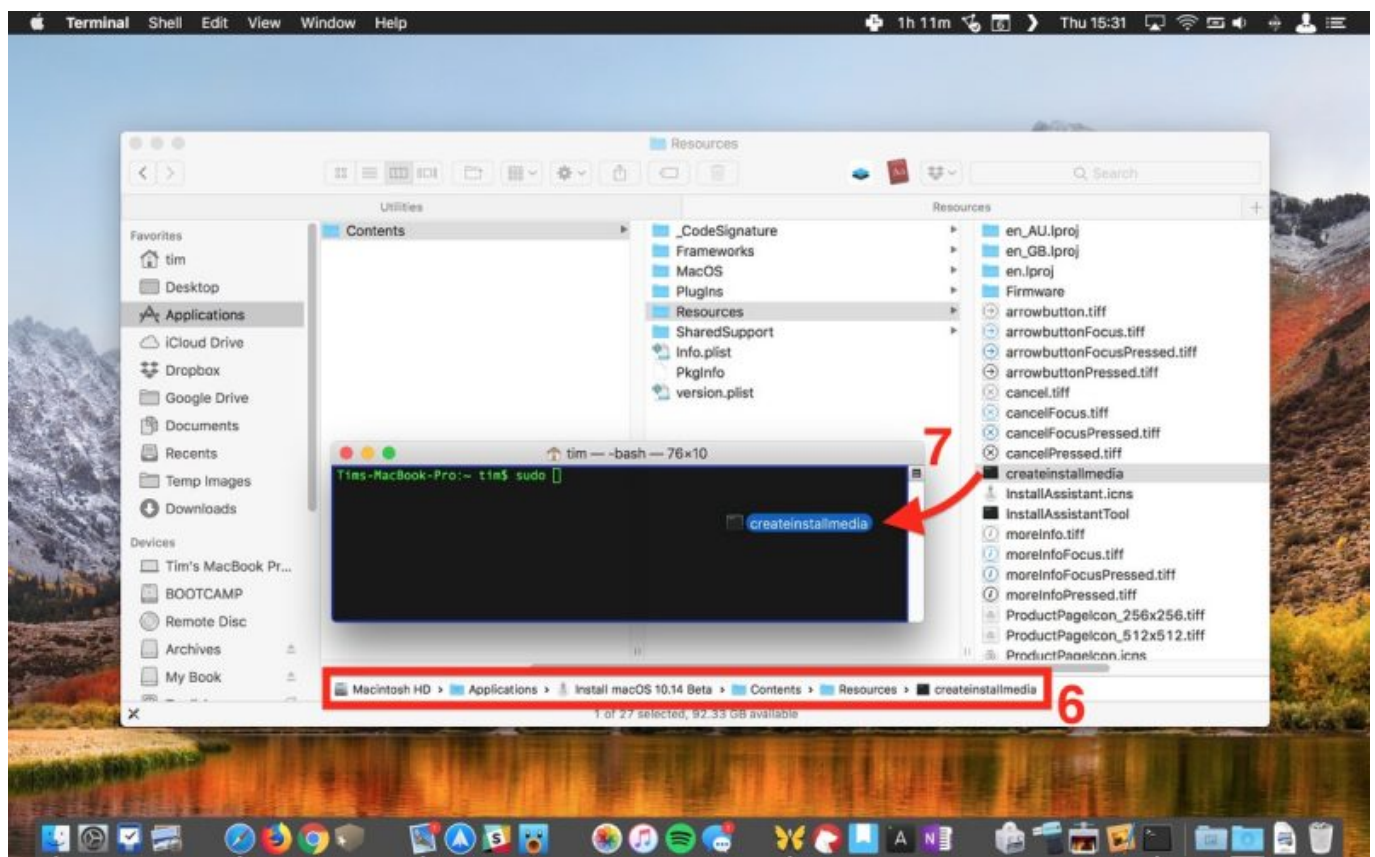 Terminal Shell Edit View Window Help 1h 11m 6 Thu 15:31
Resources
Search
Utilities Resources
Favorites
tim
Desktop
Applications
iCloud Drive
Dropbox
Google Drive
Documents
Recents
Temp Images
Downloads
Devices
Tim's MacBook Pr...
BOOTCAMP
Remote Disc
Archives
My Book
Contents
_CodeSignature
Frameworks
MacOS
PlugIns
Resources
SharedSupport
Info.plist
PkgInfo
version.plist
en_AU.lproj
en_GB.lproj
en.lproj
Firmware
arrowbutton.tiff
arrowbuttonFocus.tiff
arrowbuttonFocusPressed.tiff
arrowbuttonPressed.tiff
cancel.tiff
cancelFocus.tiff
cancelFocusPressed.tiff
cancelPressed.tiff
createinstallmedia
InstallAssistant.icns
InstallAssistantTool
moreInfo.tiff
moreInfoFocus.tiff
moreInfoFocusPressed.tiff
moreInfoPressed.tiff
ProductPageIcon_256x256.tiff
ProductPageIcon_512x512.tiff
ProductPageIcon.icns
tim — -bash — 76×10
Tims-MacBook-Pro:~ tim$ sudo
createinstallmedia
7
Macintosh HD › Applications › Install macOS 10.14 Beta › Contents › Resources › createinstallmedia
6
1 of 27 selected, 92.33 GB available